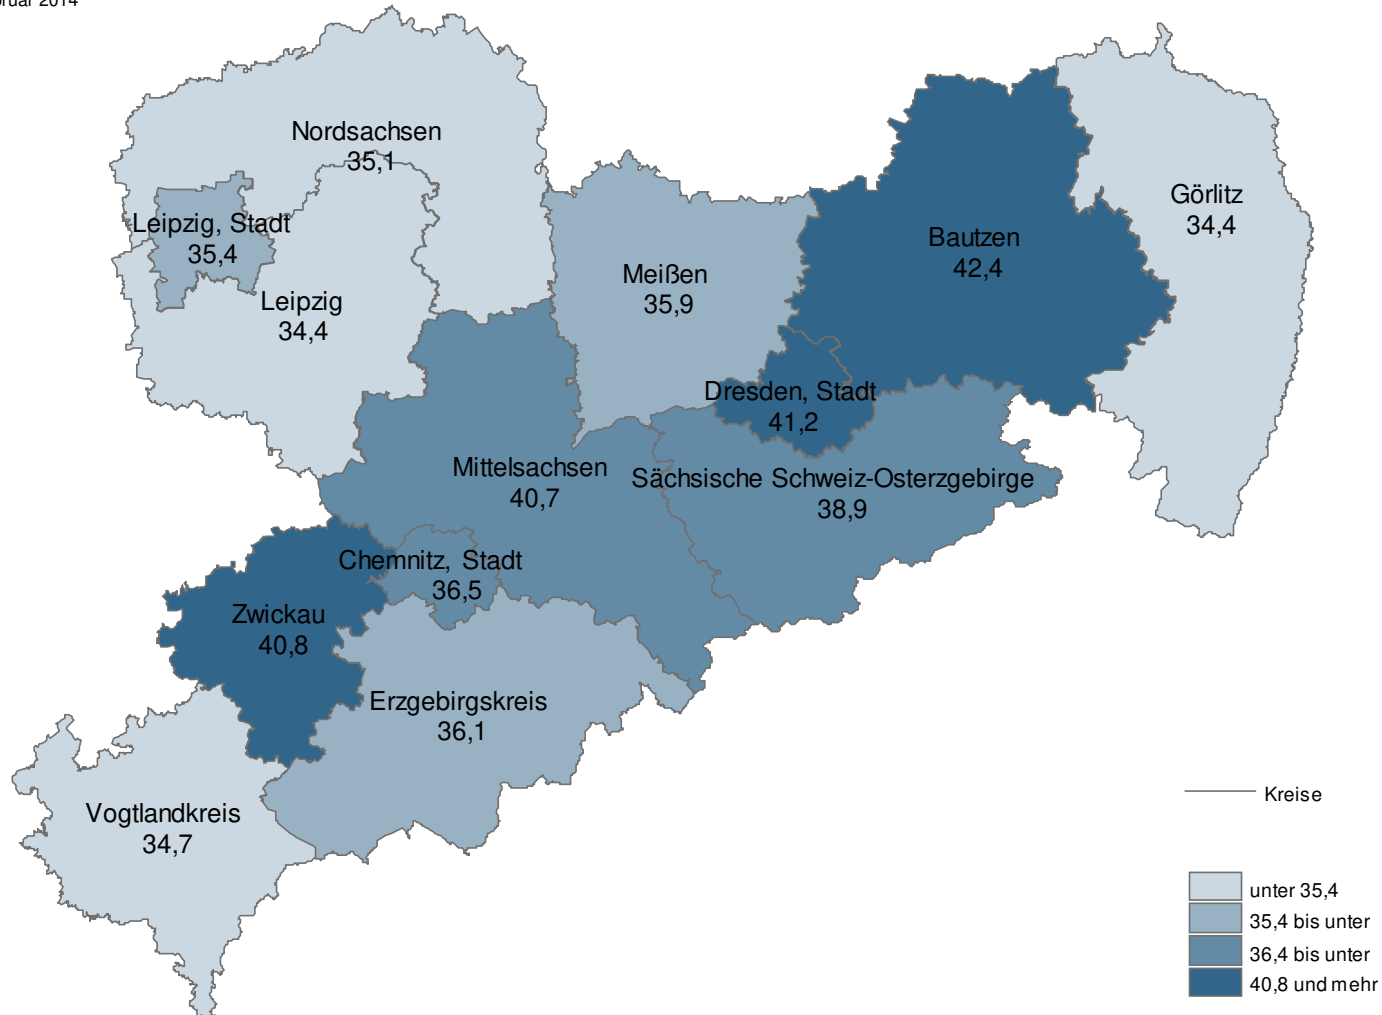 2014
Nordsachsen
35,1
Görlitz
34,4
Leipzig, Stadt
35,4
Bautzen
42,4
Meißen
35,9
Leipzig
34,4
Dresden, Stadt
41,2
Mittelsachsen
40,7
Sächsische Schweiz-Osterzgebirge
38,9
Chemnitz, Stadt
36,5
Zwickau
40,8
Erzgebirgskreis
36,1
Vogtlandkreis
34,7
Kreise
unter 35,4
35,4 bis unter
36,4 bis unter
40,8 und mehr